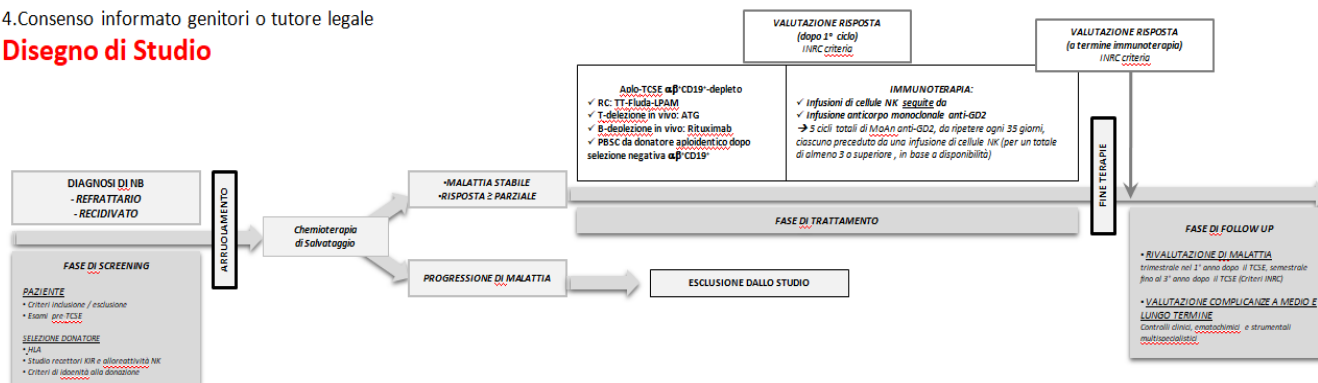 4.Consenso informato genitori o tutore legale
Disegno di Studio
VALUTAZIONE RISPOSTA
(dopo 1° ciclo)
INRC criteria
VALUTAZIONE RISPOSTA
(a termine immunoterapia)
INRC criteria
Aplo-TCSE αβ⁺CD19⁺-depleto
✓ RC: TT-Fluda-LPAM
✓ T-delezione in vivo: ATG
✓ B-deplezione in vivo: Rituximab
✓ PBSC da donatore aploidentico dopo
selezione negativa αβ⁺CD19⁺
IMMUNOTERAPIA:
✓ Infusioni di cellule NK seguite da
✓ Infusione anticorpo monoclonale anti-GD2
→ 5 cicli totali di MoAn anti-GD2, da ripetere ogni 35 giorni,
ciascuno preceduto da una infusione di cellule NK (per un totale
di almeno 3 o superiore , in base a disponibilità)
DIAGNOSI DI NB
- REFRATTARIO
- RECIDIVATO
ARRUOLAMENTO
Chemioterapia
di Salvataggio
•MALATTIA STABILE
•RISPOSTA ≥ PARZIALE
PROGRESSIONE DI MALATTIA
ESCLUSIONE DALLO STUDIO
FASE DI TRATTAMENTO
FINE TERAPIE
FASE DI SCREENING
PAZIENTE
• Criteri inclusione / esclusione
• Esami pre TCSE
SELEZIONE DONATORE
• HLA
• Studio recettori KIR e alloreattività NK
• Criteri di idoenità alla donazione
FASE DI FOLLOW UP
• RIVALUTAZIONE DI MALATTIA
trimestrale nel 1° anno dopo il TCSE, semestrale
fino al 3° anno dopo il TCSE (Criteri INRC)
• VALUTAZIONE COMPLICANZE A MEDIO E
LUNGO TERMINE
Controlli clinici, ematochimici e strumentali
multispecialistici